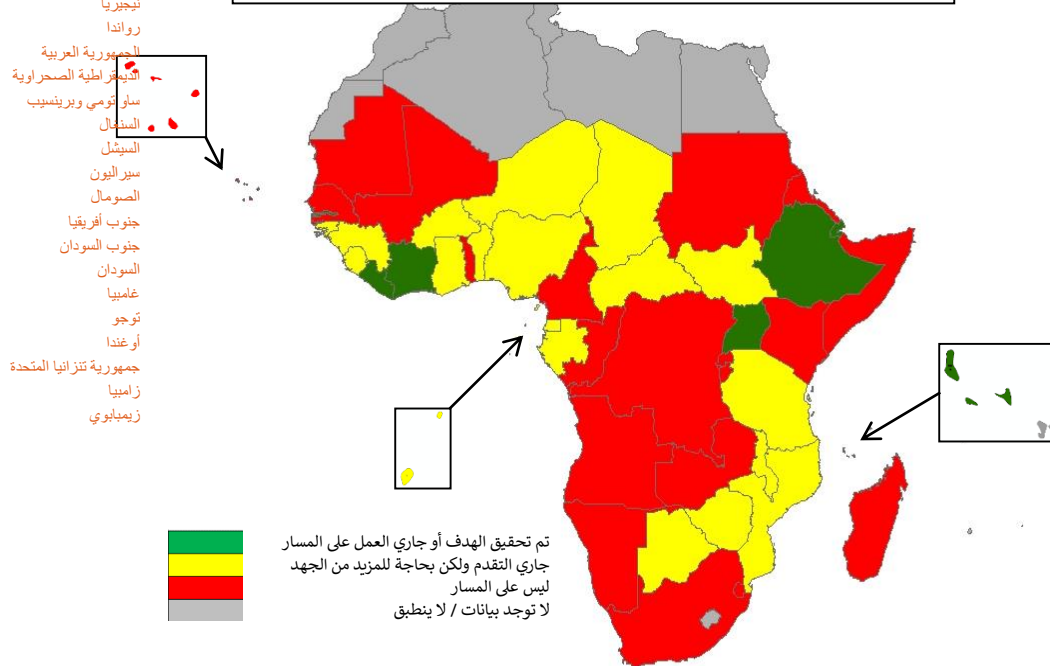 نيجيريا
رواندا
الجمهورية العربية
الديمقراطية الصحراوية
ساو تومي وبرينسيب
السنغال
السيشل
سيراليون
الصومال
جنوب أفريقيا
جنوب السودان
السودان
غامبيا
توجو
أوغندا
جمهورية تنزانيا المتحدة
زامبيا
زيمبابوي
تم تحقيق الهدف أو جاري العمل على المسار
جاري التقدم ولكن بحاجة للمزيد من الجهد
ليس على المسار
لا توجد بيانات / لا ينطبق